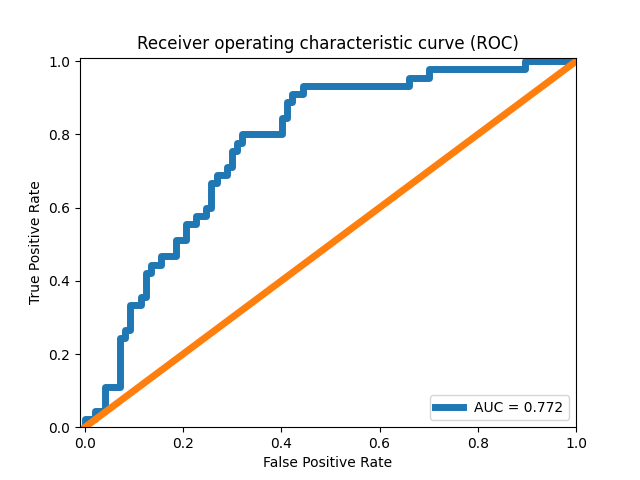 Receiver operating characteristic curve (ROC)
True Positive Rate
1.0
0.8
0.6
0.4
0.2
0.0
AUC = 0.772
0.0 0.2 0.4 0.6 0.8 1.0
False Positive Rate